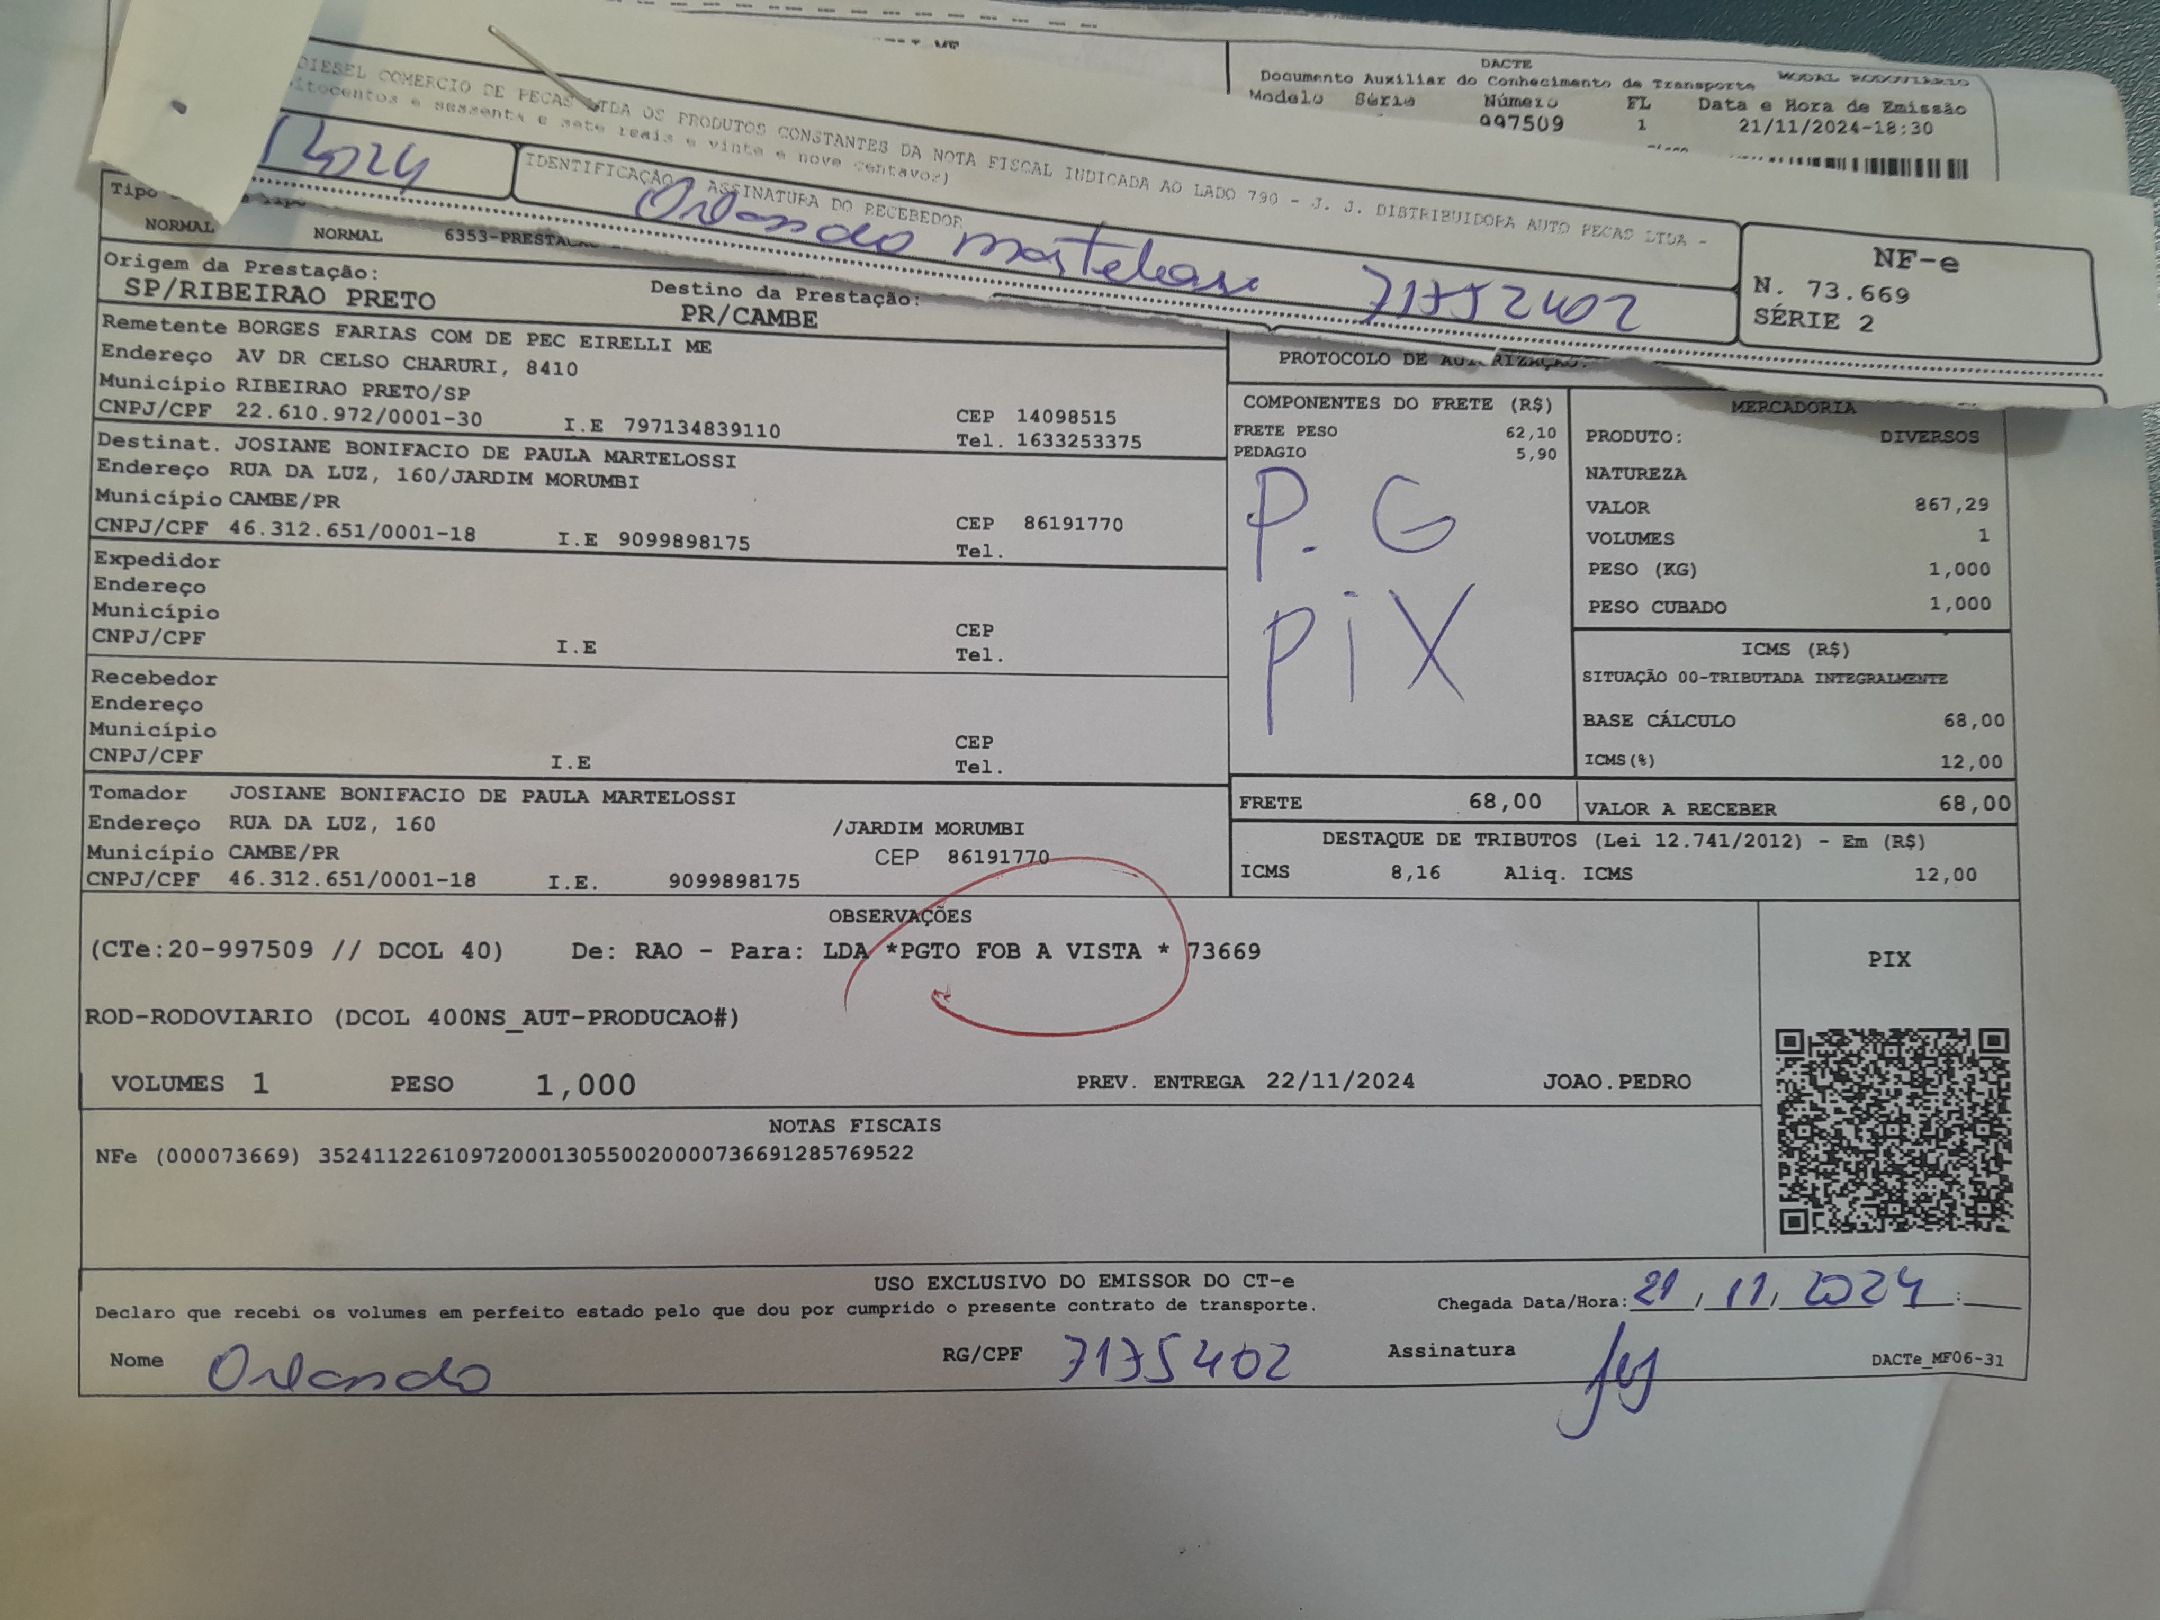 DACTE
Documento Auxiliar do Conhecimento de Transporte MODAL RODOVIÁRIO
Modelo Série Número FL Data e Hora de Emissão
997509 1 21/11/2024-18:30
DIESEL COMERCIO DE PECAS LTDA OS PRODUTOS CONSTANTES DA NOTA FISCAL INDICADA AO LADO 790 - J. J. DISTRIBUIDORA AUTO PECAS LTDA -
oitocentos e sessenta e sete reais e vinte e nove centavos)
2024
IDENTIFICAÇÃO ASSINATURA DO RECEBEDOR
Orlando 
NF-e
N. 73.669
SÉRIE 2
Tipo
NORMAL NORMAL 6353-PRESTACAO
Origem da Prestação:
SP/RIBEIRAO PRETO
Destino da Prestação:
PR/CAMBE
Remetente BORGES FARIAS COM DE PEC EIRELLI ME
Endereço AV DR CELSO CHARURI, 8410
Município RIBEIRAO PRETO/SP
CNPJ/CPF 22.610.972/0001-30 I.E 797134839110
CEP 14098515
Tel. 1633253375
Destinat. JOSIANE BONIFACIO DE PAULA MARTELOSSI
Endereço RUA DA LUZ, 160/JARDIM MORUMBI
Município CAMBE/PR
CNPJ/CPF 46.312.651/0001-18 I.E 9099898175
CEP 86191770
Tel.
Expedidor
Endereço
Município
CNPJ/CPF I.E
CEP
Tel.
Recebedor
Endereço
Município
CNPJ/CPF I.E
CEP
Tel.
Tomador JOSIANE BONIFACIO DE PAULA MARTELOSSI
Endereço RUA DA LUZ, 160 /JARDIM MORUMBI
Município CAMBE/PR CEP 86191770
CNPJ/CPF 46.312.651/0001-18 I.E. 9099898175
PROTOCOLO DE AUTORIZAÇÃO:
COMPONENTES DO FRETE (R$)
FRETE PESO 62,10
PEDAGIO 5,90
P. G
PiX
MERCADORIA
PRODUTO: DIVERSOS
NATUREZA
VALOR 867,29
VOLUMES 1
PESO (KG) 1,000
PESO CUBADO 1,000
ICMS (R$)
SITUAÇÃO 00-TRIBUTADA INTEGRALMENTE
BASE CÁLCULO 68,00
ICMS(%) 12,00
FRETE 68,00 VALOR A RECEBER 68,00
DESTAQUE DE TRIBUTOS (Lei 12.741/2012) - Em (R$)
ICMS 8,16 Aliq. ICMS 12,00
OBSERVAÇÕES
(CTe:20-997509 // DCOL 40) De: RAO - Para: LDA *PGTO FOB A VISTA * 73669
ROD-RODOVIARIO (DCOL 400NS_AUT-PRODUCAO#)
VOLUMES 1 PESO 1,000 PREV. ENTREGA 22/11/2024 JOAO.PEDRO
PIX
NOTAS FISCAIS
NFe (000073669) 35241122610972000130550020000736691285769522
USO EXCLUSIVO DO EMISSOR DO CT-e
Declaro que recebi os volumes em perfeito estado pelo que dou por cumprido o presente contrato de transporte. Chegada Data/Hora: 21/11/2024 :
Nome Orlando RG/CPF 7175402 Assinatura
DACTe_MF06-31